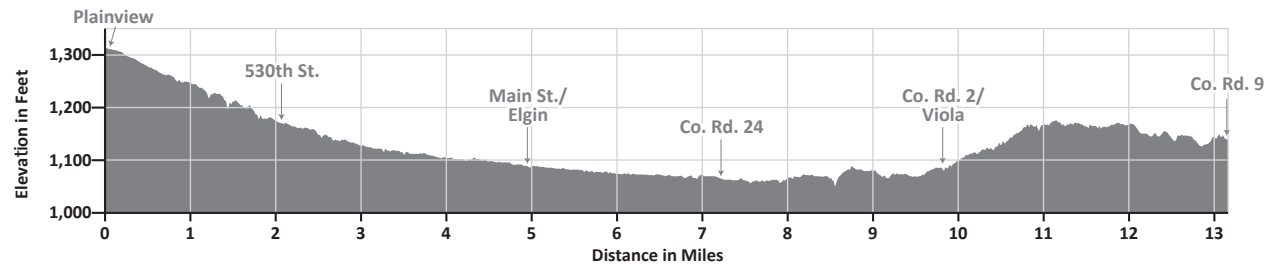 Plainview
1,300
530th St.
Co. Rd. 9
Main St./
Elgin
Co. Rd. 2/
Viola
1,200
Co. Rd. 24
1,100
1,000
Elevation in Feet
0 1 2 3 4 5 6 7 8 9 10 11 12 13
Distance in Miles